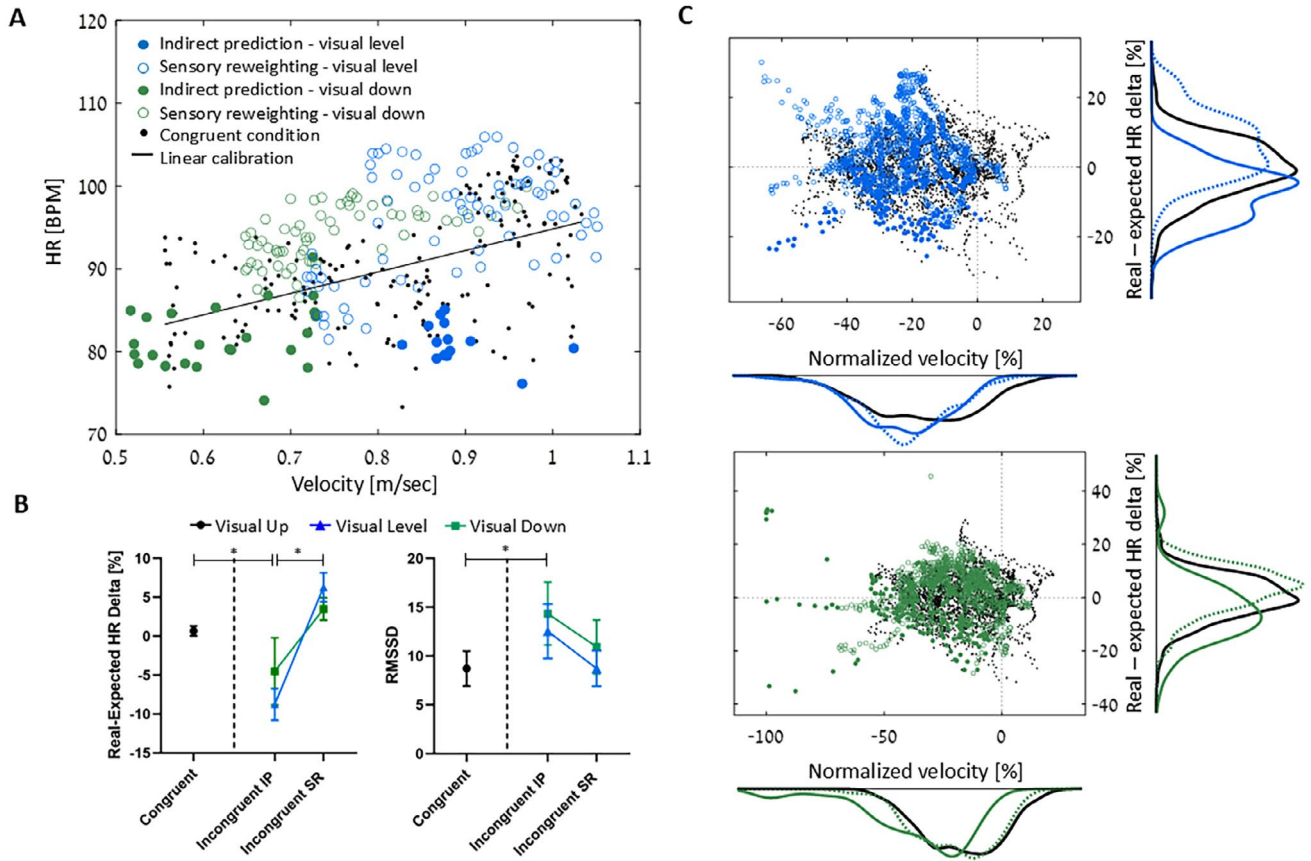 A
120
110
100
90
80
70
HR [BPM]
Indirect prediction - visual level
Sensory reweighting - visual level
Indirect prediction - visual down
Sensory reweighting - visual down
Congruent condition
Linear calibration
0.5 0.6 0.7 0.8 0.9 1 1.1
Velocity [m/sec]
B
Visual Up Visual Level Visual Down
Real-Expected HR Delta [%]
10
5
0
-5
-10
-15
* *
Congruent
Incongruent IP
Incongruent SR
RMSSD
20
15
10
5
0
*
Congruent
Incongruent IP
Incongruent SR
C
20
0
-20
Real – expected HR delta [%]
-60 -40 -20 0 20
Normalized velocity [%]
40
20
0
-20
-40
Real – expected HR delta [%]
-100 -50 0
Normalized velocity [%]